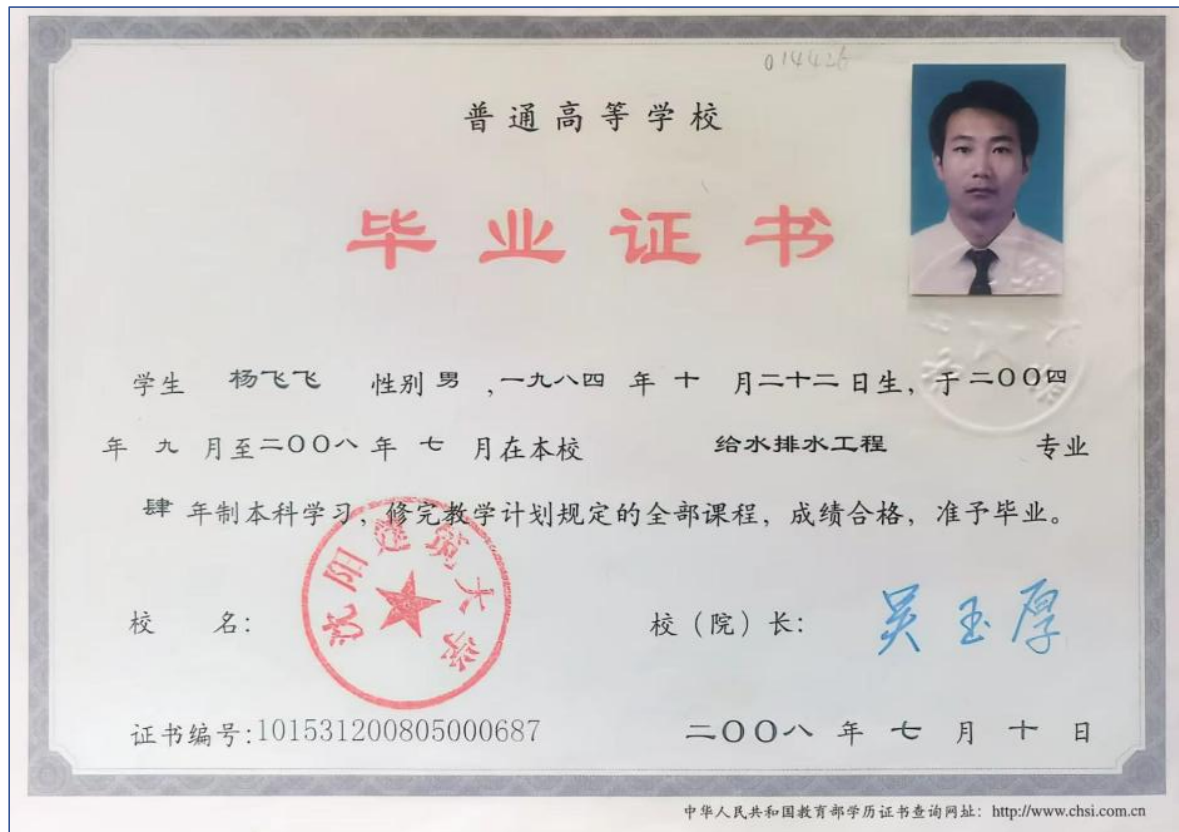 014426
普通高等学校
毕业证书
学生 杨飞飞 性别 男 ,一九八四 年 十 月二十二日生，于二〇〇四
年 九 月至二〇〇八 年 七 月在本校 给水排水工程 专业
肆 年制本科学习，修完教学计划规定的全部课程，成绩合格，准予毕业。
沈阳建筑大学
校 名： 校（院）长： 吴玉厚
证书编号:101531200805000687 二〇〇八 年 七 月 十 日
中华人民共和国教育部学历证书查询网址：http://www.chsi.com.cn